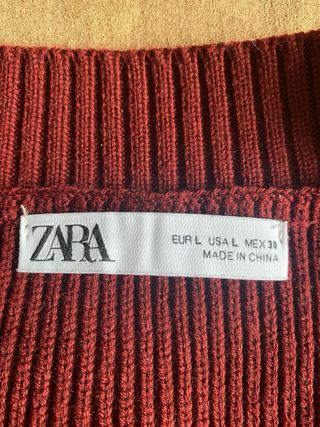 ZARA
EUR L USA L MEX 30
MADE IN CHINA